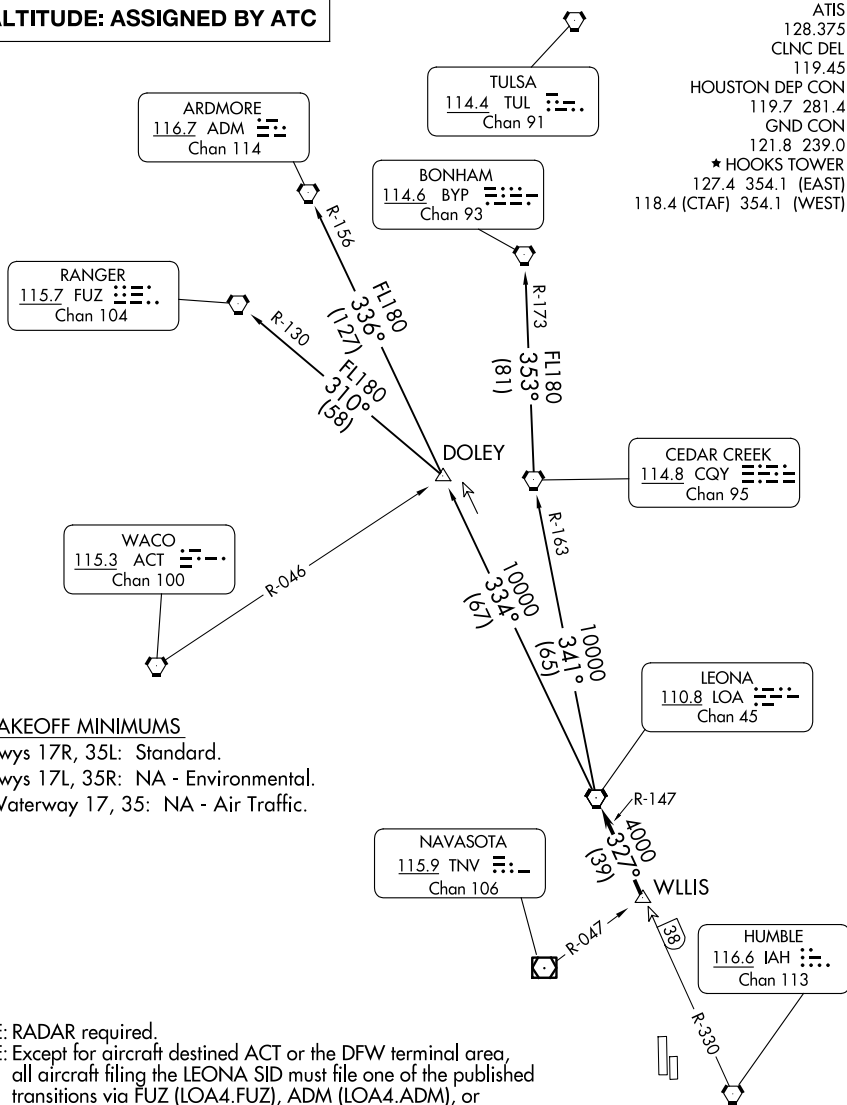 ALTITUDE: ASSIGNED BY ATC
ATIS
128.375
CLNC DEL
119.45
HOUSTON DEP CON
119.7 281.4
GND CON
121.8 239.0
★ HOOKS TOWER
127.4 354.1 (EAST)
118.4 (CTAF) 354.1 (WEST)
TULSA
114.4 TUL
Chan 91
ARDMORE
116.7 ADM
Chan 114
BONHAM
114.6 BYP
Chan 93
RANGER
115.7 FUZ
Chan 104
R-156
R-130
R-173
FL180
336°
(127)
FL180
310°
(58)
FL180
353°
(81)
DOLEY
CEDAR CREEK
114.8 CQY
Chan 95
R-163
WACO
115.3 ACT
Chan 100
R-046
10000
334°
(67)
10000
341°
(65)
LEONA
110.8 LOA
Chan 45
TAKEOFF MINIMUMS
Rwys 17R, 35L: Standard.
Rwys 17L, 35R: NA - Environmental.
Waterway 17, 35: NA - Air Traffic.
R-147
4000
327°
(39)
NAVASOTA
115.9 TNV
Chan 106
WLLIS
R-047
38
HUMBLE
116.6 IAH
Chan 113
R-330
E: RADAR required.
E: Except for aircraft destined ACT or the DFW terminal area,
all aircraft filing the LEONA SID must file one of the published
transitions via FUZ (LOA4.FUZ), ADM (LOA4.ADM), or